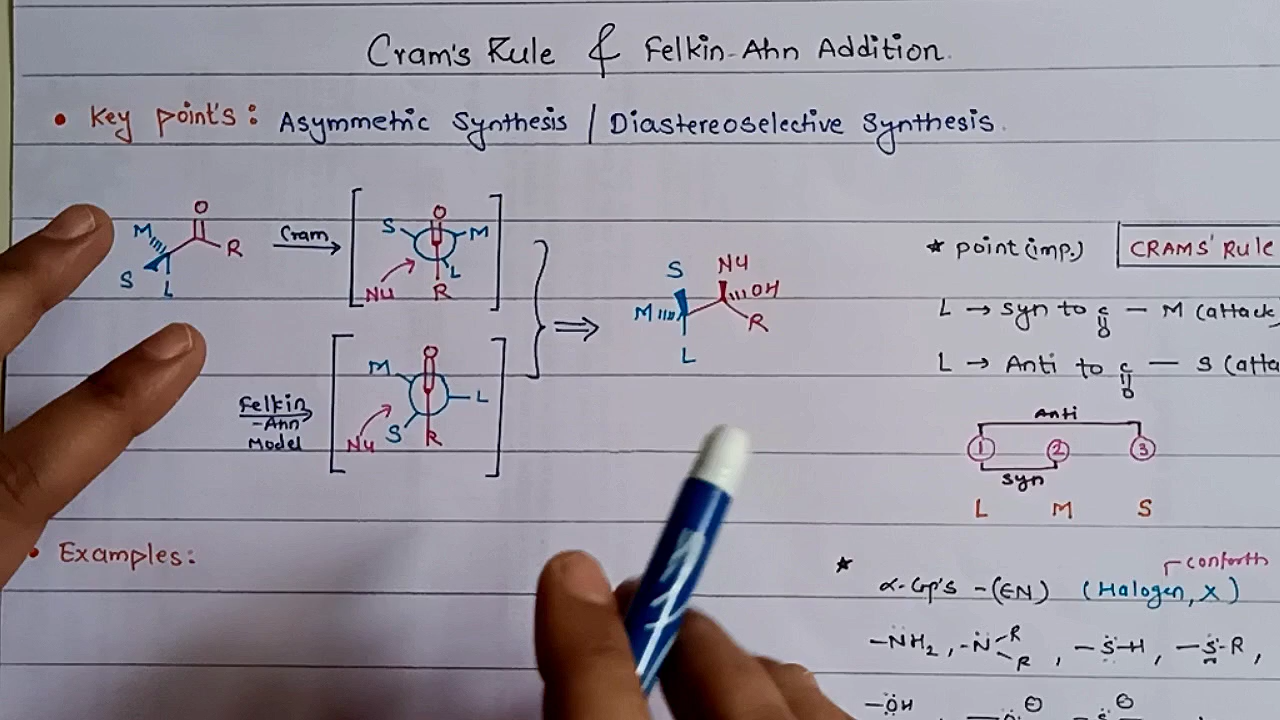 Cram's Rule & Felkin-Ahn Addition.
• Key point's: Asymmetric Synthesis / Diastereoselective Synthesis.
O
M
R
S
L
Cram
O
S
M
L
Nu
R
Felkin
-Ahn
Model
O
M
L
S
Nu
R
S
Nu
OH
M
R
L
* point (imp.) CRAMS' RULE
L → syn to C=O — M (attack
L → Anti to C=O — S (atta
Anti
1 2 3
syn
L M S
• Examples:
* conforth
α-Gp's -(EN) (Halogen, X)
-NH2, -N-R R, -S-H, -S-R,
-OH